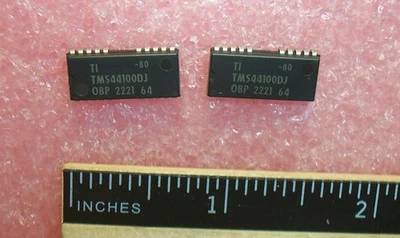 TI -80
TMS44100DJ
OBP 2221 64
TI -80
TMS44100DJ
OBP 2221 64
INCHES 1 2